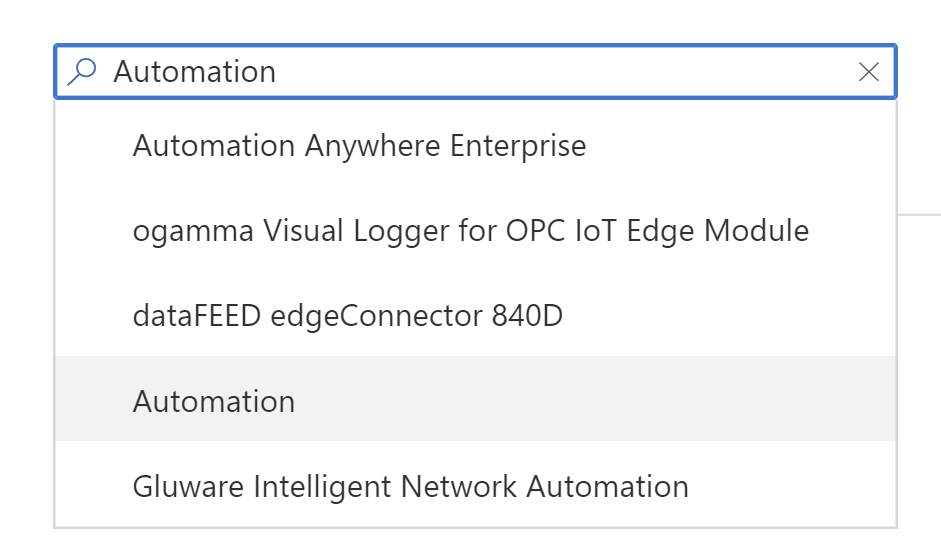 Automation
Automation Anywhere Enterprise
ogamma Visual Logger for OPC IoT Edge Module
dataFEED edgeConnector 840D
Automation
Gluware Intelligent Network Automation